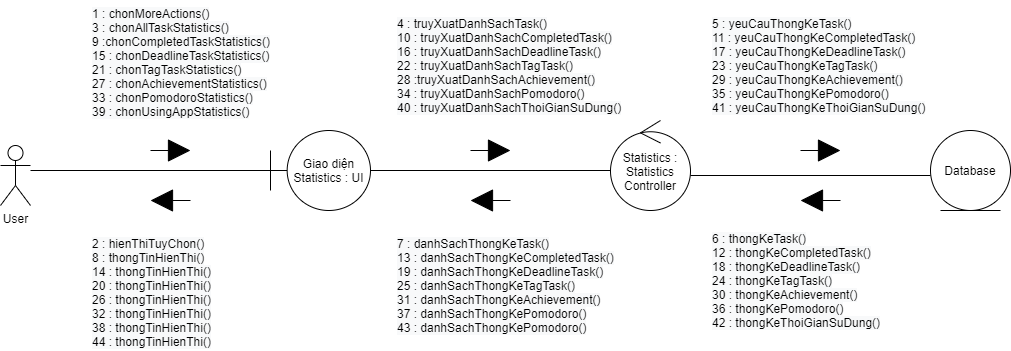 1 : chonMoreActions()
3 : chonAllTaskStatistics()
9 :chonCompletedTaskStatistics()
15 : chonDeadlineTaskStatistics()
21 : chonTagTaskStatistics()
27 : chonAchievementStatistics()
33 : chonPomodoroStatistics()
39 : chonUsingAppStatistics()
4 : truyXuatDanhSachTask()
10 : truyXuatDanhSachCompletedTask()
16 : truyXuatDanhSachDeadlineTask()
22 : truyXuatDanhSachTagTask()
28 :truyXuatDanhSachAchievement()
34 : truyXuatDanhSachPomodoro()
40 : truyXuatDanhSachThoiGianSuDung()
5 : yeuCauThongKeTask()
11 : yeuCauThongKeCompletedTask()
17 : yeuCauThongKeDeadlineTask()
23 : yeuCauThongKeTagTask()
29 : yeuCauThongKeAchievement()
35 : yeuCauThongKePomodoro()
41 : yeuCauThongKeThoiGianSuDung()
User
Giao diện
Statistics : UI
Statistics :
Statistics
Controller
Database
2 : hienThiTuyChon()
8 : thongTinHienThi()
14 : thongTinHienThi()
20 : thongTinHienThi()
26 : thongTinHienThi()
32 : thongTinHienThi()
38 : thongTinHienThi()
44 : thongTinHienThi()
7 : danhSachThongKeTask()
13 : danhSachThongKeCompletedTask()
19 : danhSachThongKeDeadlineTask()
25 : danhSachThongKeTagTask()
31 : danhSachThongKeAchievement()
37 : danhSachThongKePomodoro()
43 : danhSachThongKePomodoro()
6 : thongKeTask()
12 : thongKeCompletedTask()
18 : thongKeDeadlineTask()
24 : thongKeTagTask()
30 : thongKeAchievement()
36 : thongKePomodoro()
42 : thongKeThoiGianSuDung()